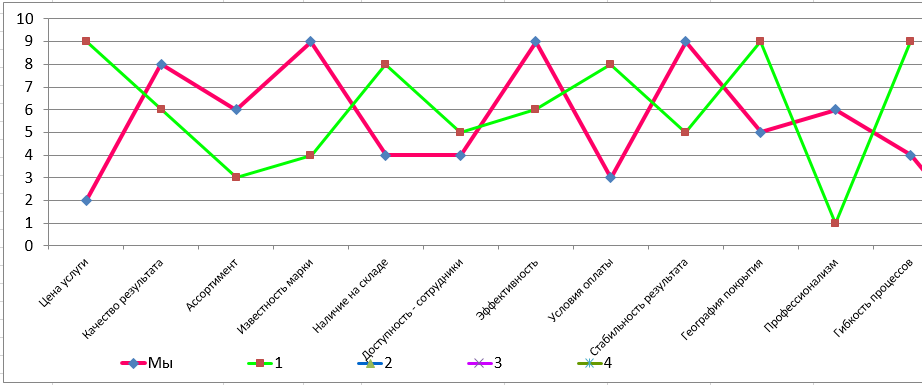 10
9
8
7
6
5
4
3
2
1
0
Цена услуги
Качество результата
Ассортимент
Известность марки
Наличие на складе
Доступность - сотрудники
Эффективность
Условия оплаты
Стабильность результата
География покрытия
Профессионализм
Гибкость процессов
Мы 1 2 3 4